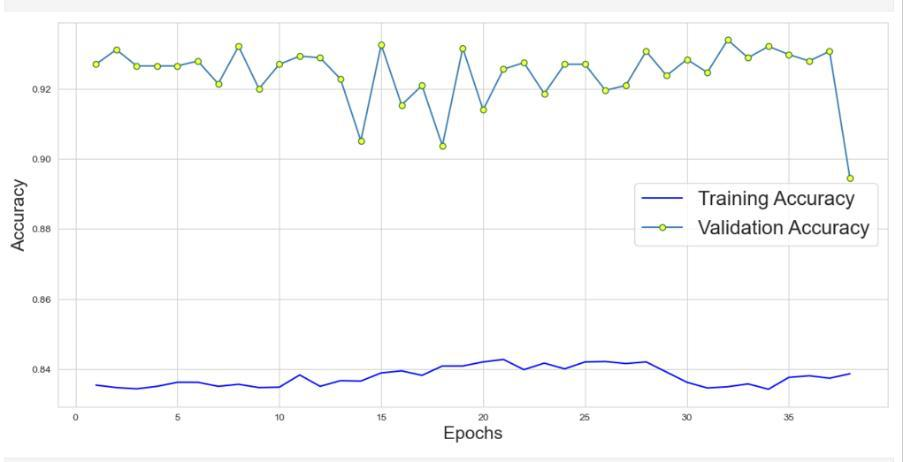 0.92
0.90
0.88
0.86
0.84
Accuracy
Training Accuracy
Validation Accuracy
0 5 10 15 20 25 30 35
Epochs